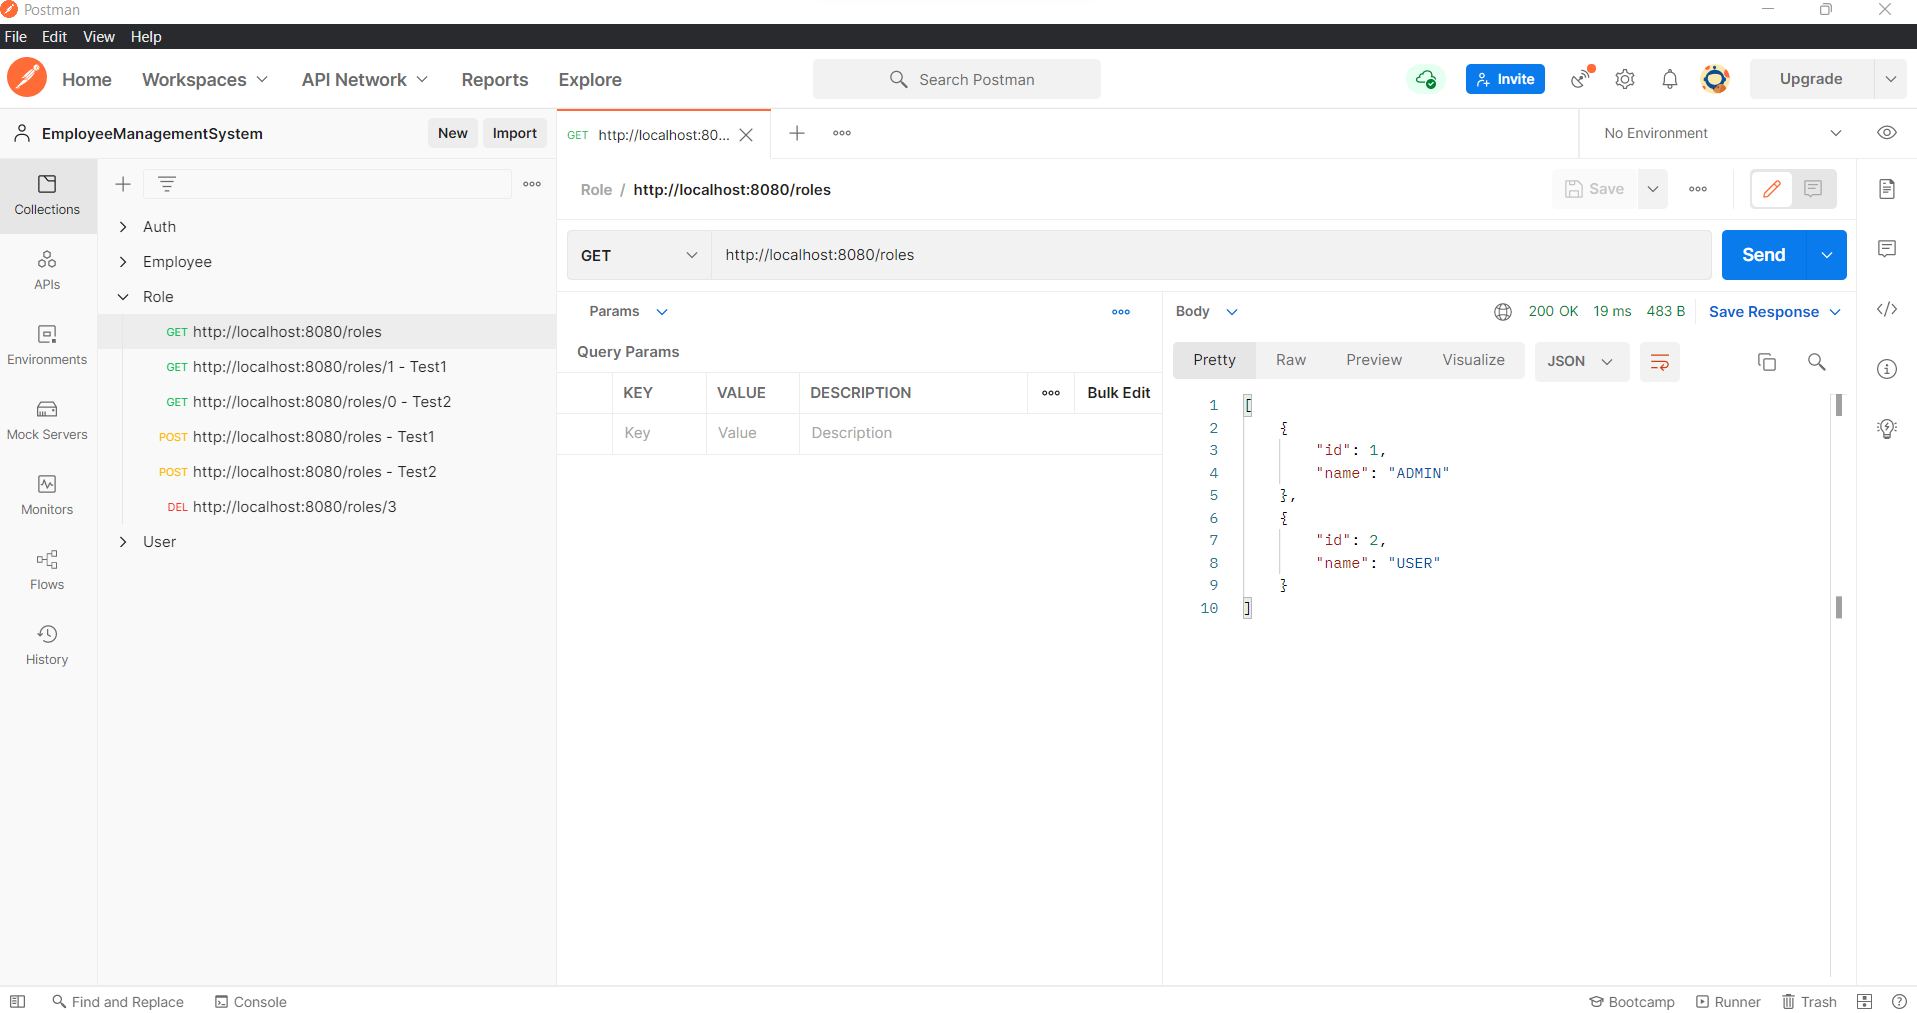 Postman
File Edit View Help
Home Workspaces API Network Reports Explore Search Postman Invite Upgrade
EmployeeManagementSystem New Import GET http://localhost:80... No Environment
Role / http://localhost:8080/roles Save
Collections
Auth
Employee
Role
GET http://localhost:8080/roles
GET http://localhost:8080/roles/1 - Test1
GET http://localhost:8080/roles/0 - Test2
POST http://localhost:8080/roles - Test1
POST http://localhost:8080/roles - Test2
DEL http://localhost:8080/roles/3
User
APIs
Environments
Mock Servers
Monitors
Flows
History
GET http://localhost:8080/roles Send
Params
Query Params
KEY VALUE DESCRIPTION Bulk Edit
Key Value Description
Body 200 OK 19 ms 483 B Save Response
Pretty Raw Preview Visualize JSON
1 [
2 {
3 "id": 1,
4 "name": "ADMIN"
5 },
6 {
7 "id": 2,
8 "name": "USER"
9 }
10 ]
Find and Replace Console Bootcamp Runner Trash